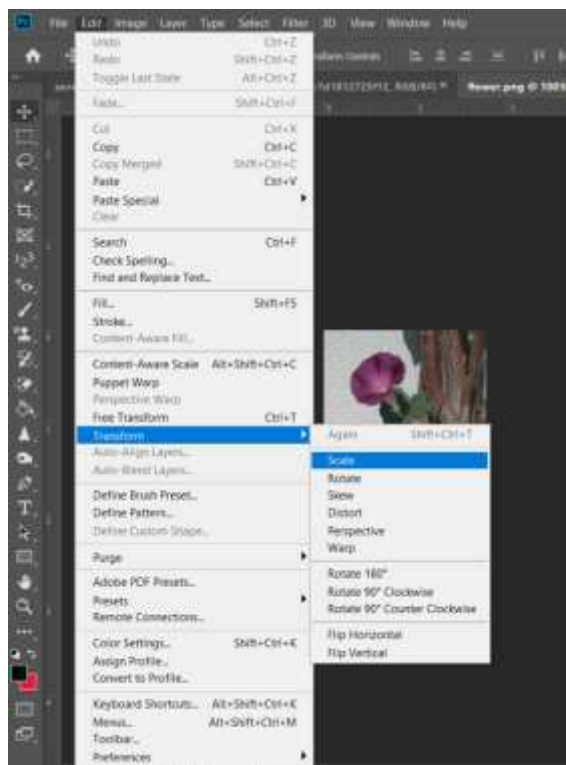 Ps File Edit Image Layer Type Select Filter 3D View Window Help
Transform Controls
flower.png @ 100%
Undo Ctrl+Z
Redo Shift+Ctrl+Z
Toggle Last State Alt+Ctrl+Z
Fade... Shift+Ctrl+F
Cut Ctrl+X
Copy Ctrl+C
Copy Merged Shift+Ctrl+C
Paste Ctrl+V
Paste Special
Clear
Search Ctrl+F
Check Spelling...
Find and Replace Text...
Fill... Shift+F5
Stroke...
Content-Aware Fill...
Content-Aware Scale Alt+Shift+Ctrl+C
Puppet Warp
Perspective Warp
Free Transform Ctrl+T
Transform
Auto-Align Layers...
Auto-Blend Layers...
Define Brush Preset...
Define Pattern...
Define Custom Shape...
Purge
Adobe PDF Presets...
Presets
Remote Connections...
Color Settings... Shift+Ctrl+K
Assign Profile...
Convert to Profile...
Keyboard Shortcuts... Alt+Shift+Ctrl+K
Menus... Alt+Shift+Ctrl+M
Toolbar...
Preferences
Again Shift+Ctrl+T
Scale
Rotate
Skew
Distort
Perspective
Warp
Rotate 180°
Rotate 90° Clockwise
Rotate 90° Counter Clockwise
Flip Horizontal
Flip Vertical